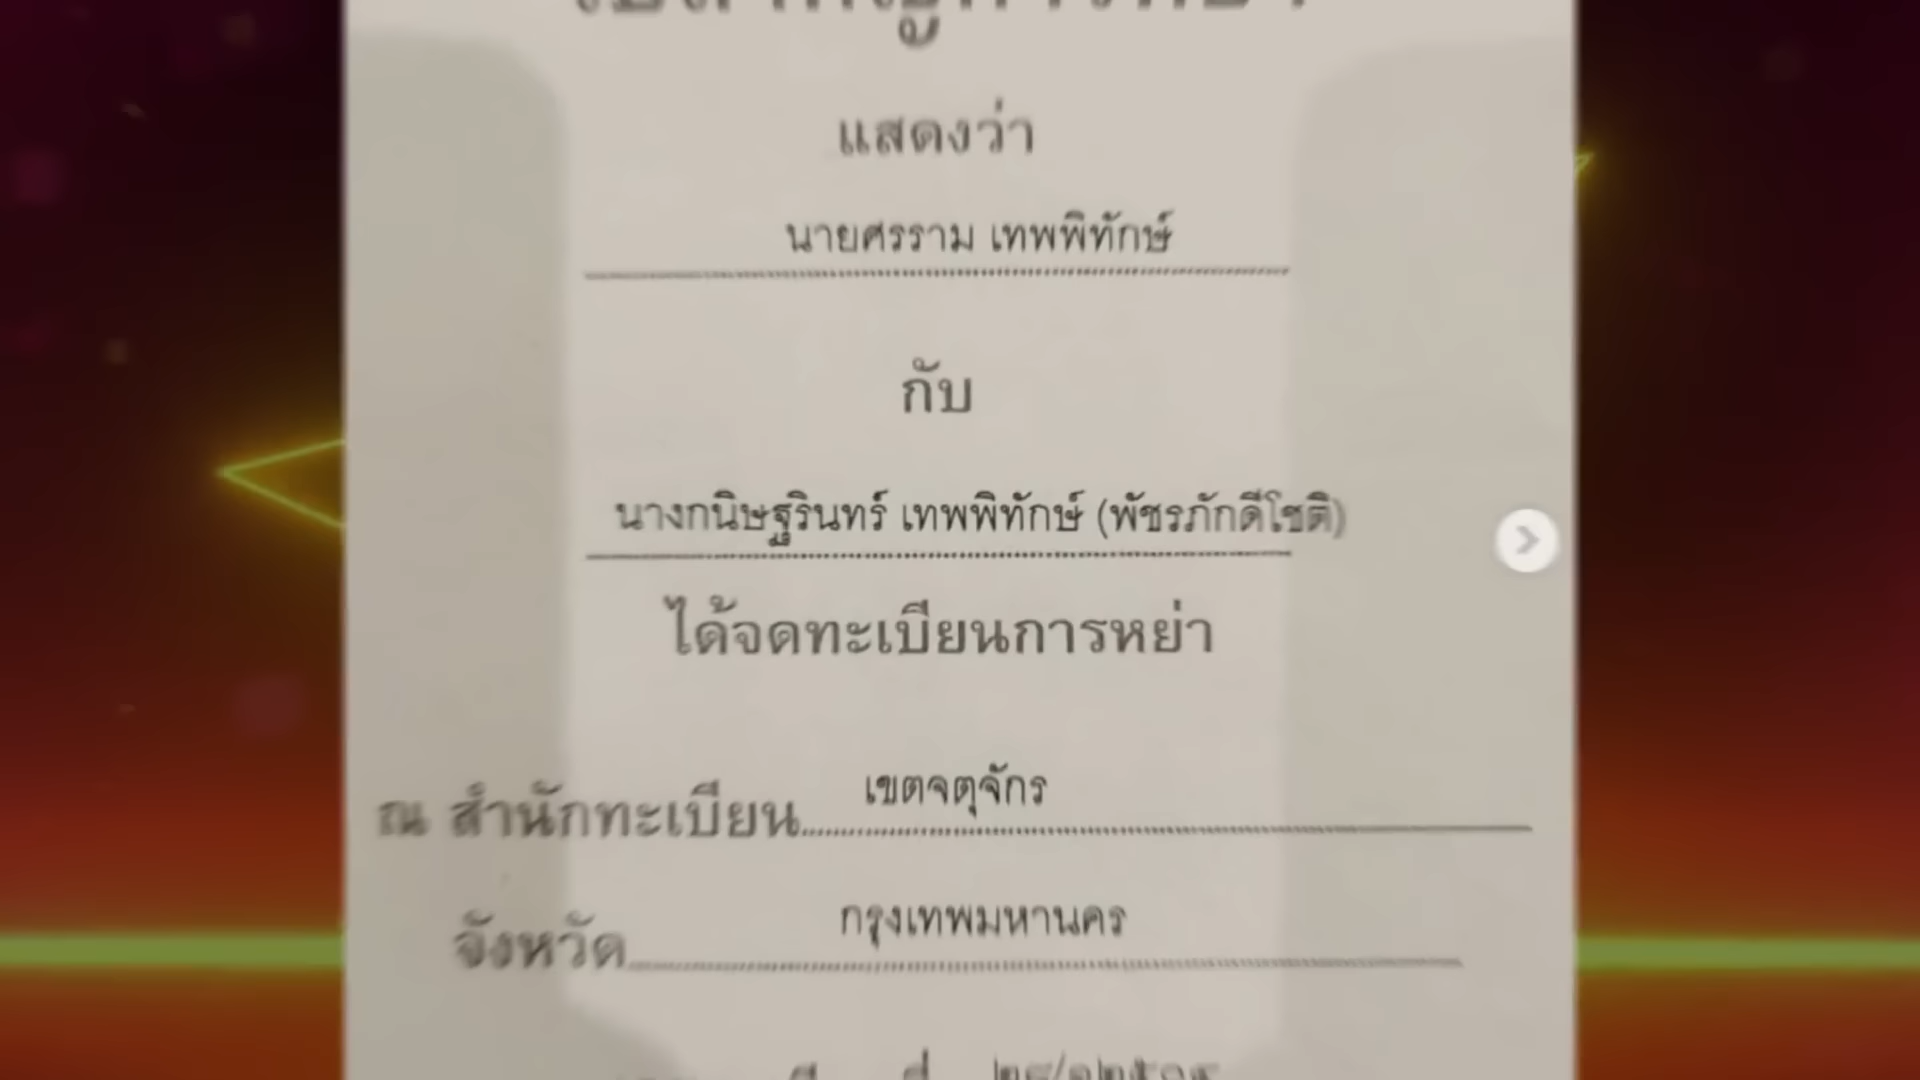 แสดงว่า
นายศรราม เทพพิทักษ์
กับ
นางกนิษฐรินทร์ เทพพิทักษ์ (พัชรภักดีโชติ)
ได้จดทะเบียนการหย่า
ณ สำนักทะเบียน เขตจตุจักร
จังหวัด กรุงเทพมหานคร